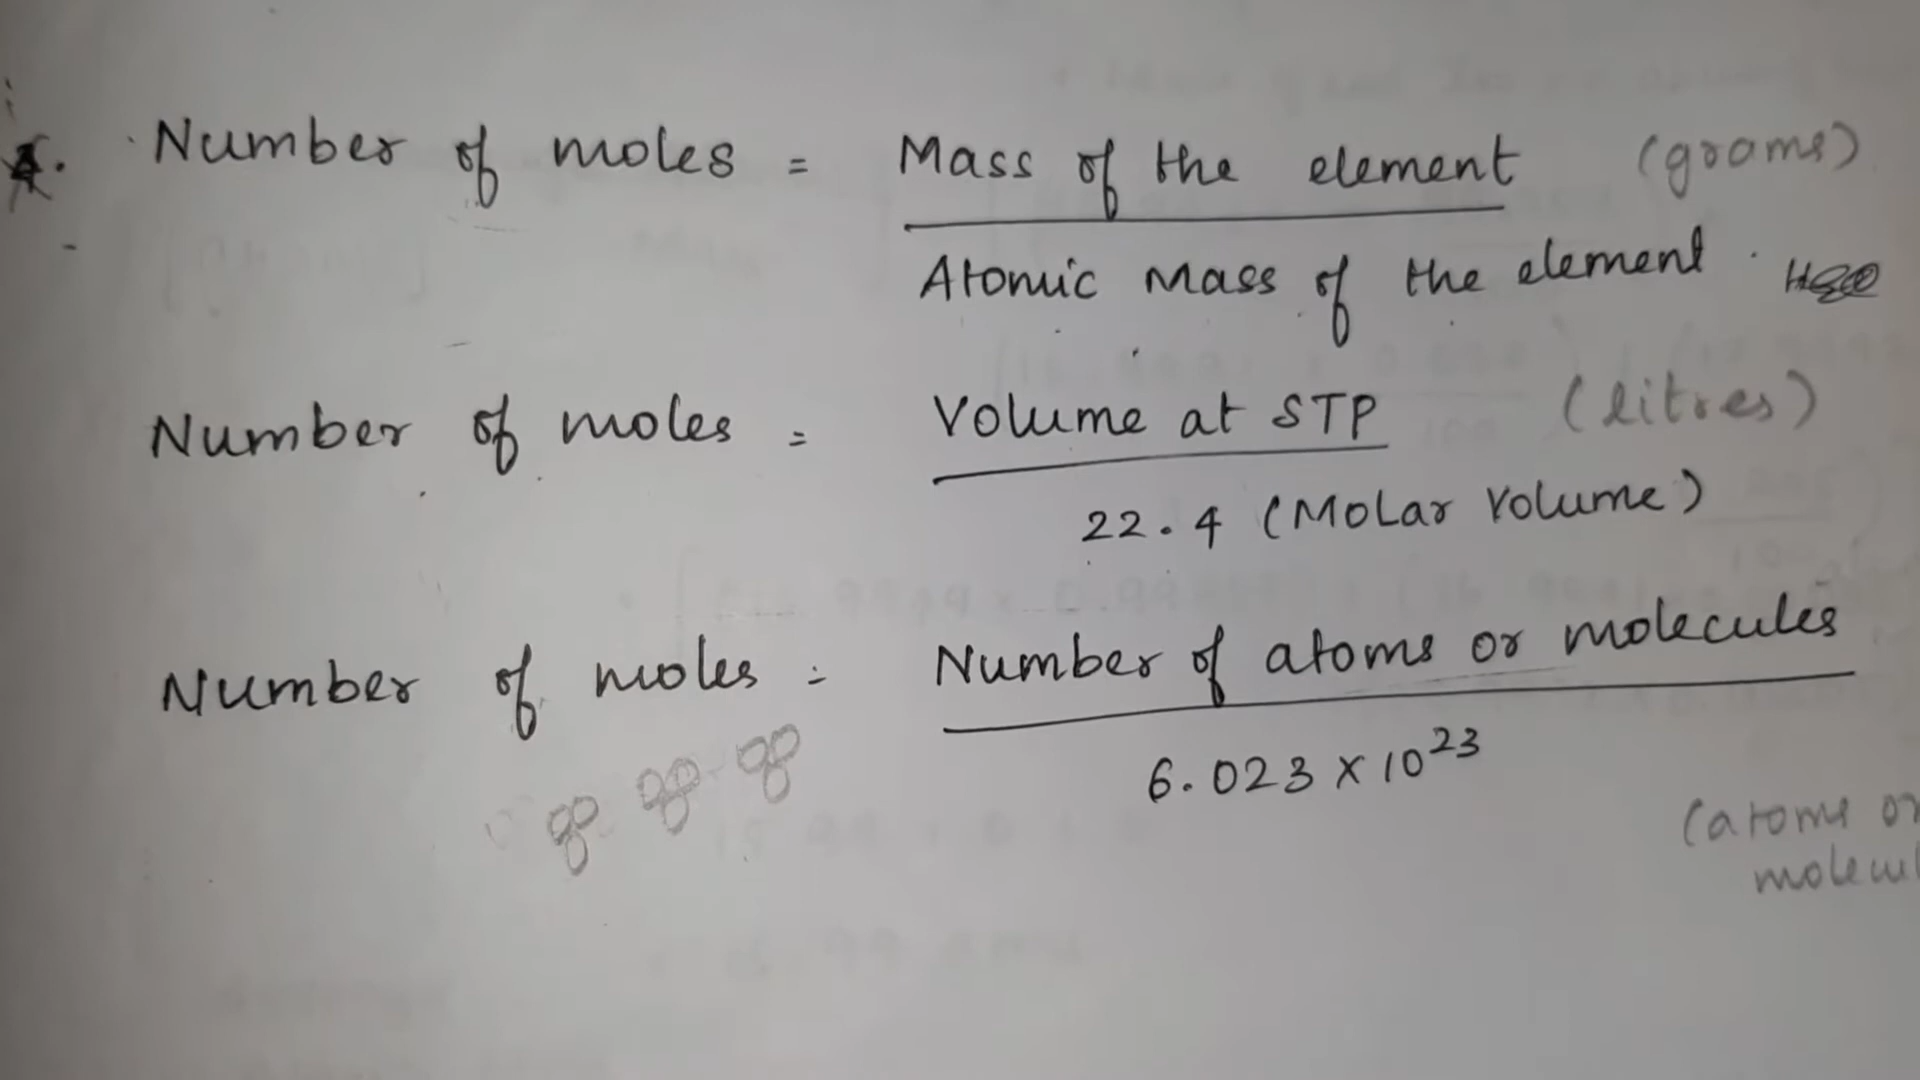 Number of moles = Mass of the element (grams)
Atomic Mass of the element .
Number of moles = Volume at STP (litres)
22.4 (Molar Volume)
Number of moles = Number of atoms or molecules
6.023 x 10²³
(atoms or